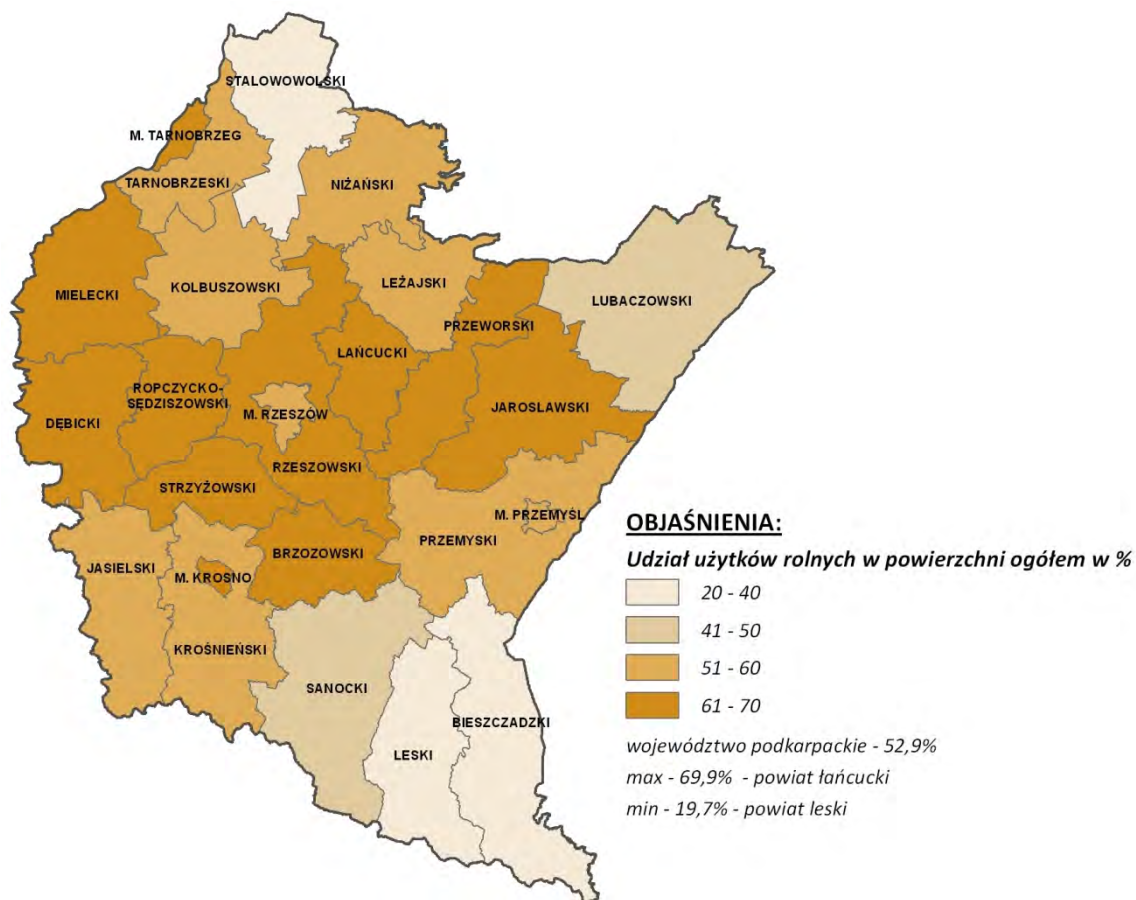 STALOWOWOLSKI
M. TARNOBRZEG
TARNOBRZESKI
NIŻAŃSKI
MIELECKI
KOLBUSZOWSKI
LEŻAJSKI
LUBACZOWSKI
PRZEWORSKI
ŁAŃCUCKI
ROPCZYCKO-
SĘDZISZOWSKI
M. RZESZÓW
JAROSŁAWSKI
DĘBICKI
RZESZOWSKI
STRZYŻOWSKI
M. PRZEMYŚL
PRZEMYSKI
BRZOZOWSKI
JASIELSKI
M. KROSNO
KROŚNIEŃSKI
SANOCKI
BIESZCZADZKI
LESKI
OBJAŚNIENIA:
Udział użytków rolnych w powierzchni ogółem w %
20 - 40
41 - 50
51 - 60
61 - 70
województwo podkarpackie - 52,9%
max - 69,9% - powiat łańcucki
min - 19,7% - powiat leski